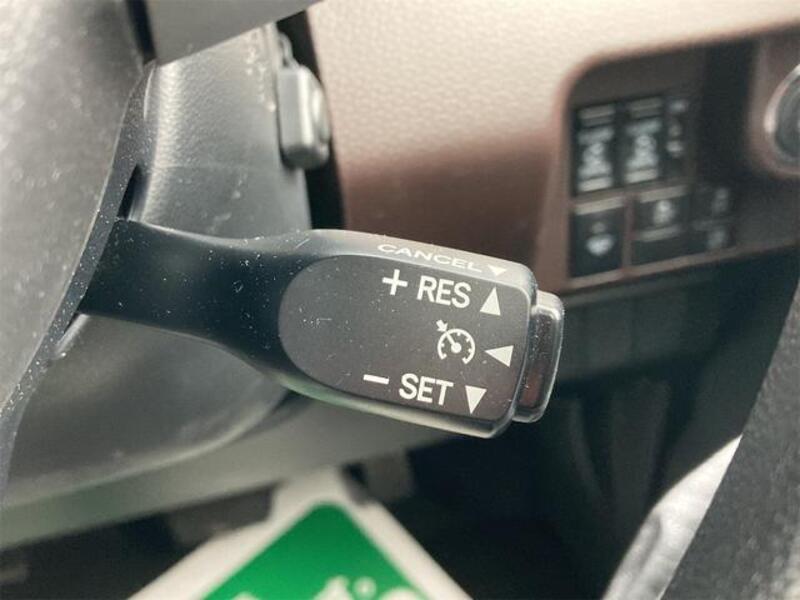 CANCEL ▼
+ RES ▲
− SET ▼